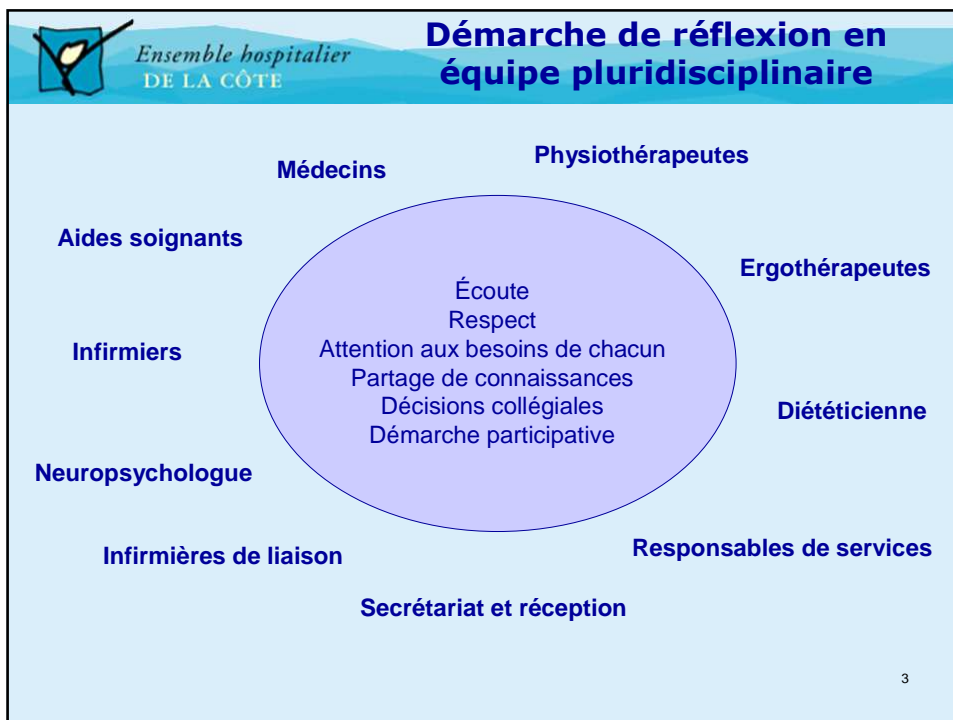 Ensemble hospitalier
DE LA CÔTE
Démarche de réflexion en
équipe pluridisciplinaire
Physiothérapeutes
Médecins
Aides soignants
Ergothérapeutes
Écoute
Respect
Attention aux besoins de chacun
Partage de connaissances
Décisions collégiales
Démarche participative
Infirmiers
Diététicienne
Neuropsychologue
Infirmières de liaison
Responsables de services
Secrétariat et réception
3